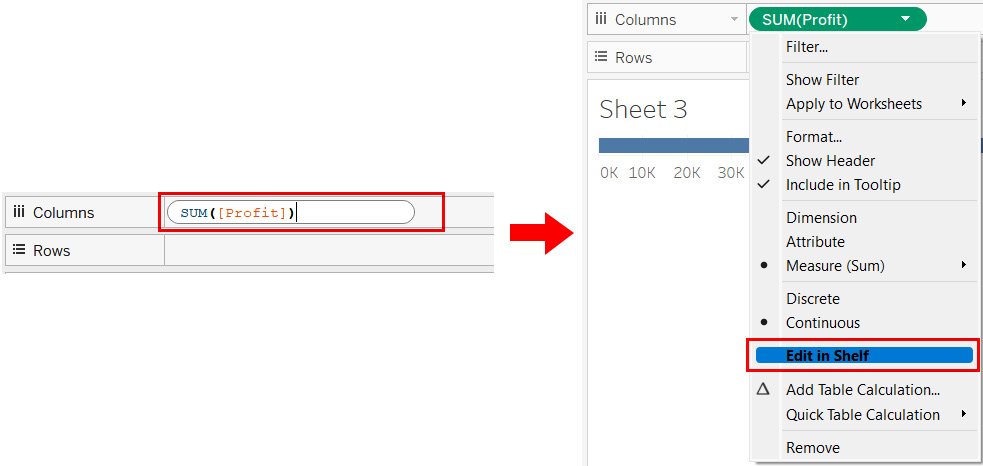 Columns SUM([Profit])
Rows
Columns SUM(Profit)
Rows
Sheet 3
0K 10K 20K 30K
Filter...
Show Filter
Apply to Worksheets
Format...
Show Header
Include in Tooltip
Dimension
Attribute
Measure (Sum)
Discrete
Continuous
Edit in Shelf
Add Table Calculation...
Quick Table Calculation
Remove